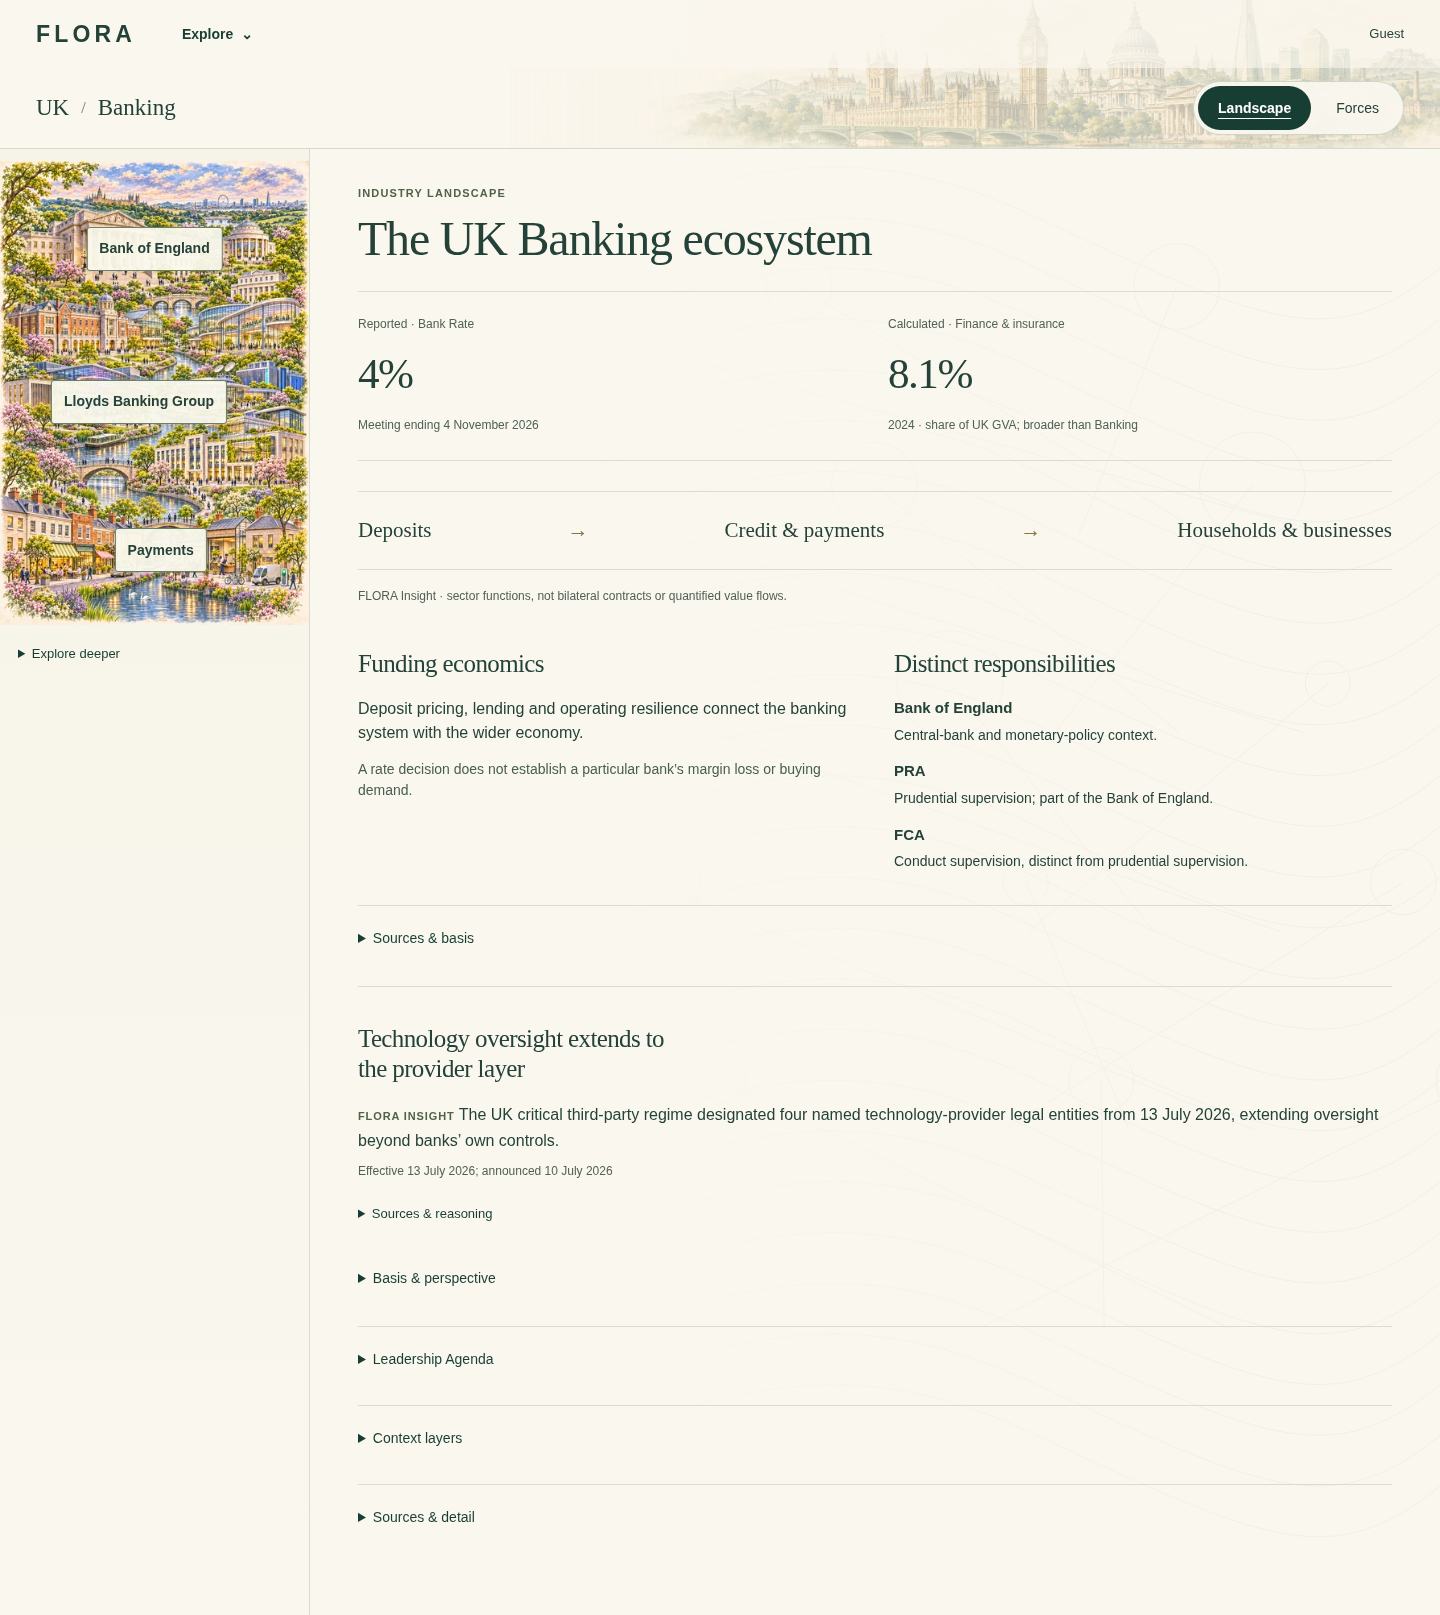 FLORA
Explore
Guest
UK / Banking
Landscape
Forces
Bank of England
Lloyds Banking Group
Payments
Explore deeper
INDUSTRY LANDSCAPE
The UK Banking ecosystem
Reported · Bank Rate
4%
Meeting ending 4 November 2026
Calculated · Finance & insurance
8.1%
2024 · share of UK GVA; broader than Banking
Deposits → Credit & payments → Households & businesses
FLORA Insight · sector functions, not bilateral contracts or quantified value flows.
Funding economics
Deposit pricing, lending and operating resilience connect the banking
system with the wider economy.
A rate decision does not establish a particular bank's margin loss or buying
demand.
Distinct responsibilities
Bank of England
Central-bank and monetary-policy context.
PRA
Prudential supervision; part of the Bank of England.
FCA
Conduct supervision, distinct from prudential supervision.
Sources & basis
Technology oversight extends to
the provider layer
FLORA INSIGHT The UK critical third-party regime designated four named technology-provider legal entities from 13 July 2026, extending oversight
beyond banks’ own controls.
Effective 13 July 2026; announced 10 July 2026
Sources & reasoning
Basis & perspective
Leadership Agenda
Context layers
Sources & detail